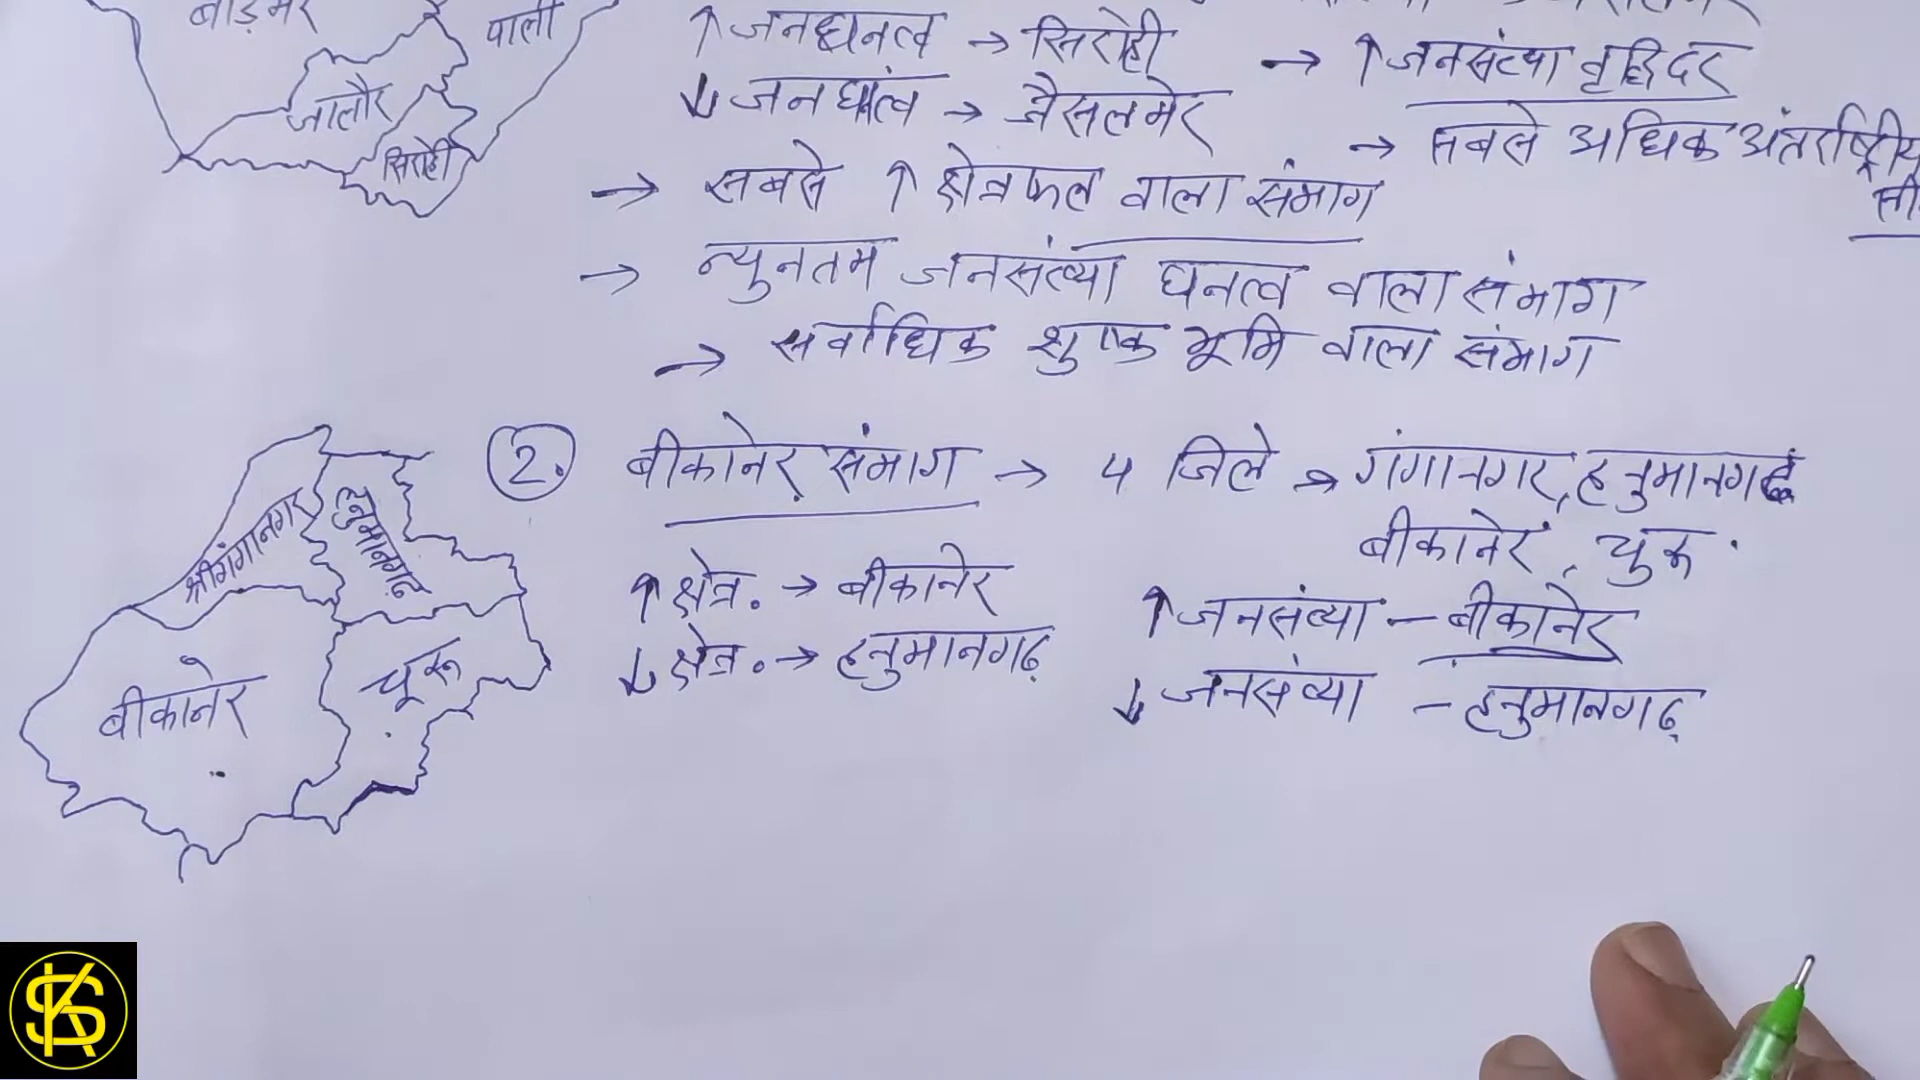 बाड़मेर
पाली
जालौर
सिरोही
↑ जनघनत्व → सिरोही
↓ जनघनत्व → जैसलमेर
→ ↑ जनसंख्या वृद्धिदर
→ सबसे अधिक अंतर्राष्ट्रीय
→ सबसे ↑ क्षेत्रफल वाला संभाग
→ न्युनतम जनसंख्या घनत्व वाला संभाग
→ सर्वाधिक शुष्क भूमि वाला संभाग
2. बीकानेर संभाग → 4 जिले → गंगानगर, हनुमानगढ़
बीकानेर, चुरू.
↑ क्षेत्र. → बीकानेर
↓ क्षेत्र. → हनुमानगढ़
↑ जनसंख्या – बीकानेर
↓ जनसंख्या – हनुमानगढ़
श्रीगंगानगर
हनुमानगढ़
बीकानेर
चूरू